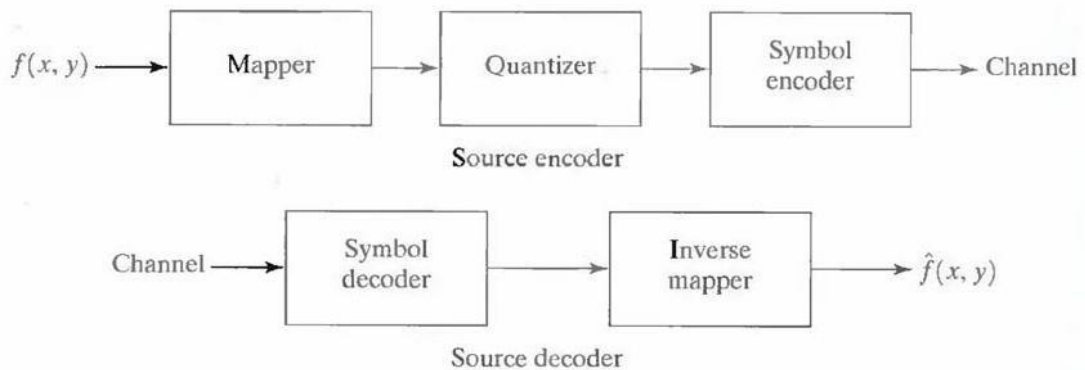 f(x, y) Mapper Quantizer Symbol encoder Channel
Source encoder
Channel Symbol decoder Inverse mapper f̂(x, y)
Source decoder